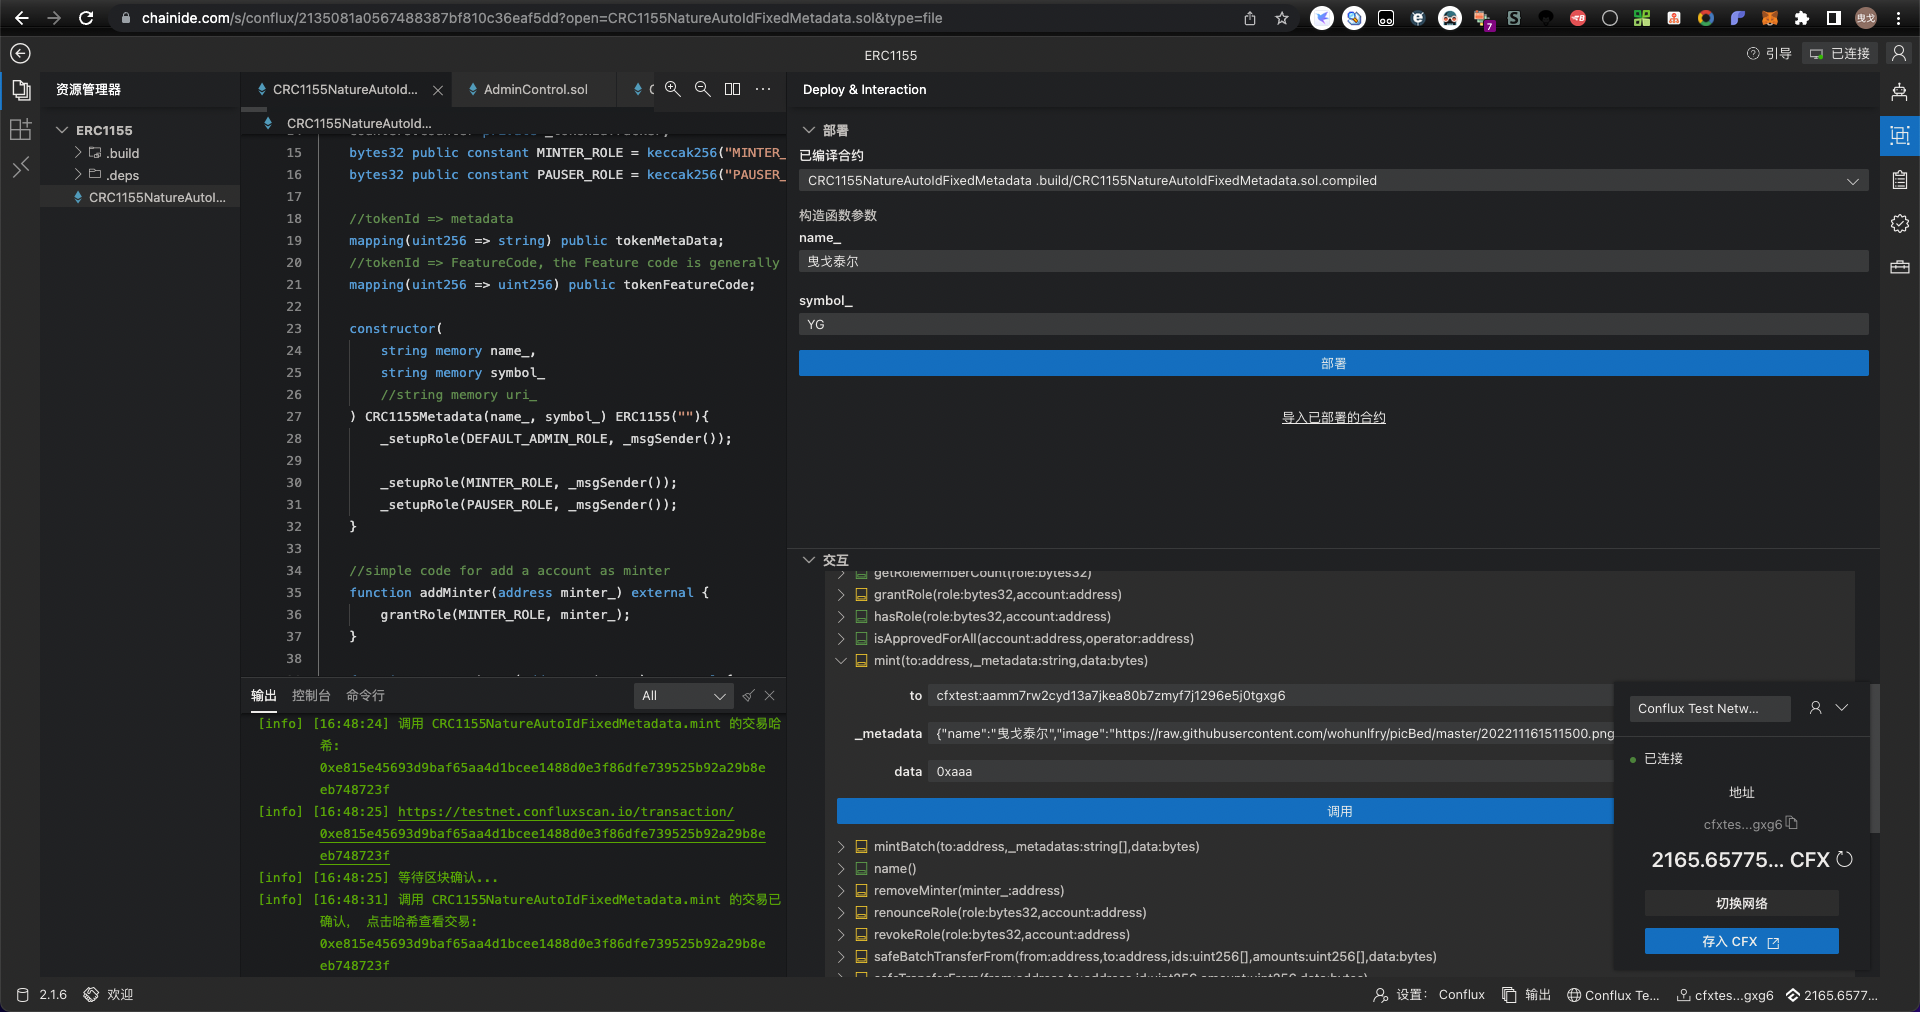 chainide.com/s/conflux/2135081a0567488387bf810c36eaf5dd?open=CRC1155NatureAutoIdFixedMetadata.sol&type=file
7
曳戈
ERC1155
引导
已连接
资源管理器
ERC1155
.build
.deps
CRC1155NatureAutoI...
CRC1155NatureAutoId...
AdminControl.sol
CRC1155NatureAutoId...
15 bytes32 public constant MINTER_ROLE = keccak256("MINTER_
16 bytes32 public constant PAUSER_ROLE = keccak256("PAUSER_
17
18 //tokenId => metadata
19 mapping(uint256 => string) public tokenMetaData;
20 //tokenId => FeatureCode, the Feature code is generally
21 mapping(uint256 => uint256) public tokenFeatureCode;
22
23 constructor(
24 string memory name_,
25 string memory symbol_
26 //string memory uri_
27 ) CRC1155Metadata(name_, symbol_) ERC1155(""){
28 _setupRole(DEFAULT_ADMIN_ROLE, _msgSender());
29
30 _setupRole(MINTER_ROLE, _msgSender());
31 _setupRole(PAUSER_ROLE, _msgSender());
32 }
33
34 //simple code for add a account as minter
35 function addMinter(address minter_) external {
36 grantRole(MINTER_ROLE, minter_);
37 }
38
输出 控制台 命令行
All
[info] [16:48:24] 调用 CRC1155NatureAutoIdFixedMetadata.mint 的交易哈
希:
0xe815e45693d9baf65aa4d1bcee1488d0e3f86dfe739525b92a29b8e
eb748723f
[info] [16:48:25] https://testnet.confluxscan.io/transaction/
0xe815e45693d9baf65aa4d1bcee1488d0e3f86dfe739525b92a29b8e
eb748723f
[info] [16:48:25] 等待区块确认...
[info] [16:48:31] 调用 CRC1155NatureAutoIdFixedMetadata.mint 的交易已
确认, 点击哈希查看交易:
0xe815e45693d9baf65aa4d1bcee1488d0e3f86dfe739525b92a29b8e
eb748723f
Deploy & Interaction
部署
已编译合约
CRC1155NatureAutoIdFixedMetadata .build/CRC1155NatureAutoIdFixedMetadata.sol.compiled
构造函数参数
name_
曳戈泰尔
symbol_
YG
部署
导入已部署的合约
交互
getRoleMemberCount(role:bytes32)
grantRole(role:bytes32,account:address)
hasRole(role:bytes32,account:address)
isApprovedForAll(account:address,operator:address)
mint(to:address,_metadata:string,data:bytes)
to cfxtest:aamm7rw2cyd13a7jkea80b7zmyf7j1296e5j0tgxg6
_metadata {"name":"曳戈泰尔","image":"https://raw.githubusercontent.com/wohunlfry/picBed/master/202211161511500.png
data 0xaaa
调用
mintBatch(to:address,_metadatas:string[],data:bytes)
name()
removeMinter(minter_:address)
renounceRole(role:bytes32,account:address)
revokeRole(role:bytes32,account:address)
safeBatchTransferFrom(from:address,to:address,ids:uint256[],amounts:uint256[],data:bytes)
Conflux Test Netw...
已连接
地址
cfxtes...gxg6
2165.65775... CFX
切换网络
存入 CFX
2.1.6
欢迎
设置: Conflux
输出
Conflux Te...
cfxtes...gxg6
2165.6577...